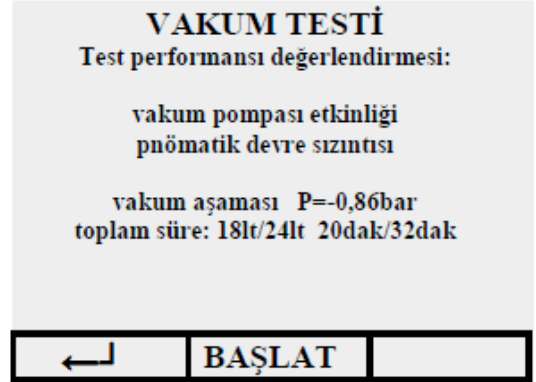 VAKUM TESTİ
Test performansı değerlendirmesi:
vakum pompası etkinliği
pnömatik devre sızıntısı
vakum aşaması P=-0,86bar
toplam süre: 18lt/24lt 20dak/32dak
BAŞLAT